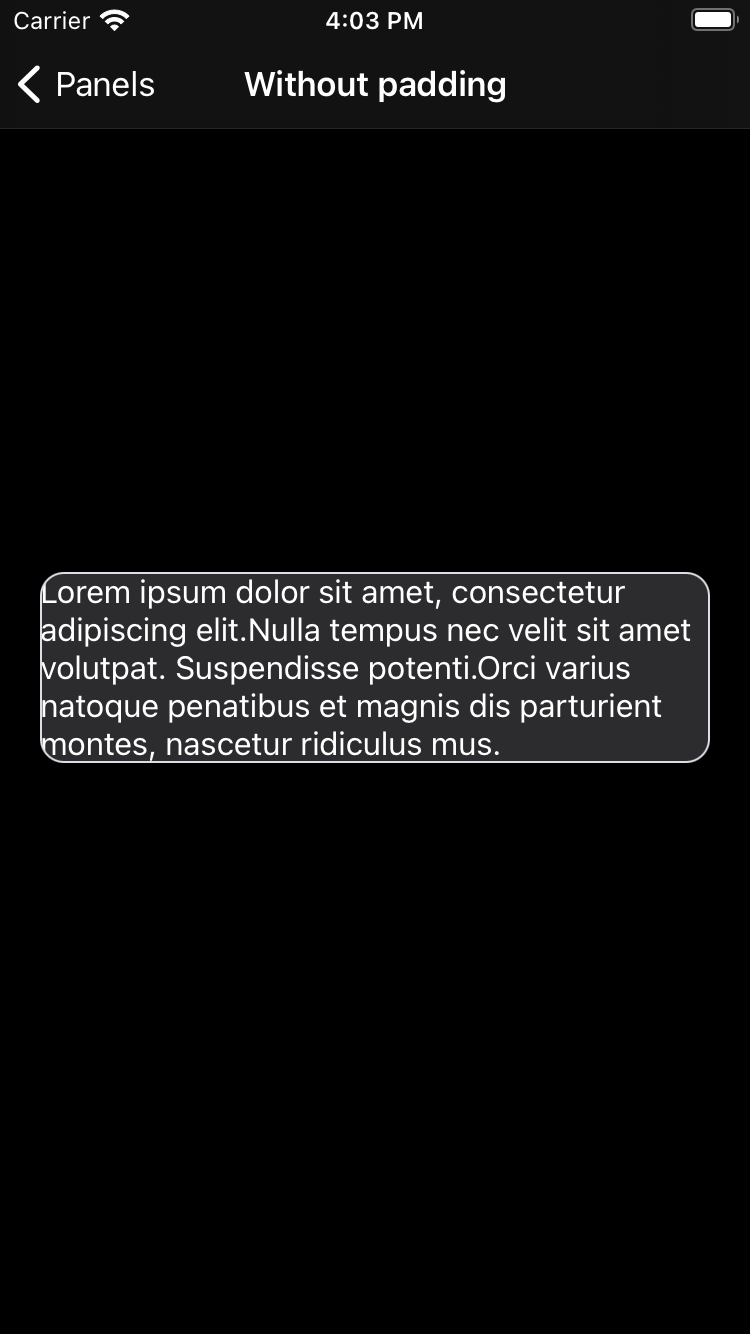 Carrier 4:03 PM
Panels Without padding
Lorem ipsum dolor sit amet, consectetur
adipiscing elit.Nulla tempus nec velit sit amet
volutpat. Suspendisse potenti.Orci varius
natoque penatibus et magnis dis parturient
montes, nascetur ridiculus mus.